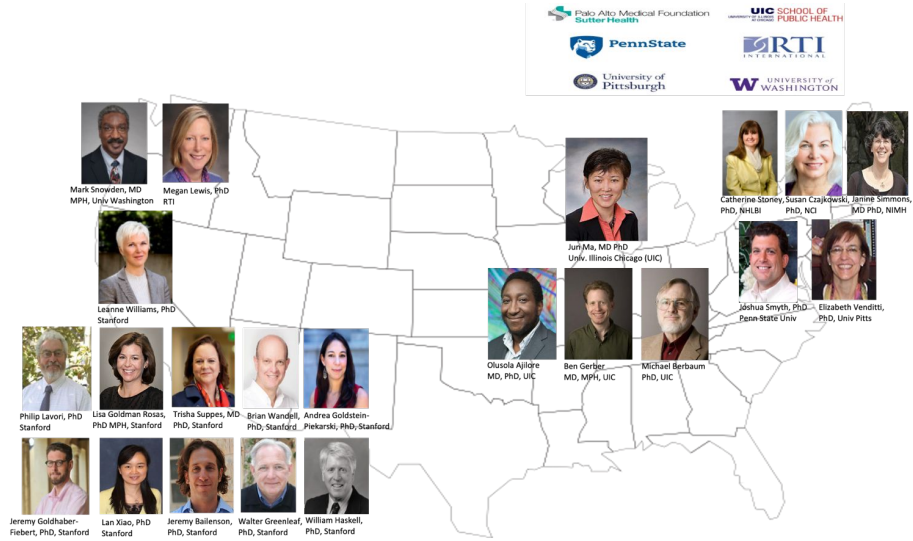 Palo Alto Medical Foundation
Sutter Health
UIC SCHOOL OF
UNIVERSITY OF ILLINOIS
AT CHICAGO
PUBLIC HEALTH
PennState
RTI
INTERNATIONAL
University of
Pittsburgh
W UNIVERSITY of
WASHINGTON
Mark Snowden, MD
MPH, Univ Washington
Megan Lewis, PhD
RTI
Jun Ma, MD PhD
Univ. Illinois Chicago (UIC)
Catherine Stoney,
PhD, NHLBI
Susan Czajkowski,
PhD, NCI
Janine Simmons,
MD PhD, NIMH
Leanne Williams, PhD
Stanford
Joshua Smyth, PhD
Penn State Univ
Elizabeth Venditti,
PhD, Univ Pitts
Olusola Ajilore
MD, PhD, UIC
Ben Gerber
MD, MPH, UIC
Michael Berbaum
PhD, UIC
Philip Lavori, PhD
Stanford
Lisa Goldman Rosas,
PhD MPH, Stanford
Trisha Suppes, MD
PhD, Stanford
Brian Wandell,
PhD, Stanford
Andrea Goldstein-
Piekarski, PhD, Stanford
Jeremy Goldhaber-
Fiebert, PhD, Stanford
Lan Xiao, PhD
Stanford
Jeremy Bailenson,
PhD, Stanford
Walter Greenleaf,
PhD, Stanford
William Haskell,
PhD, Stanford